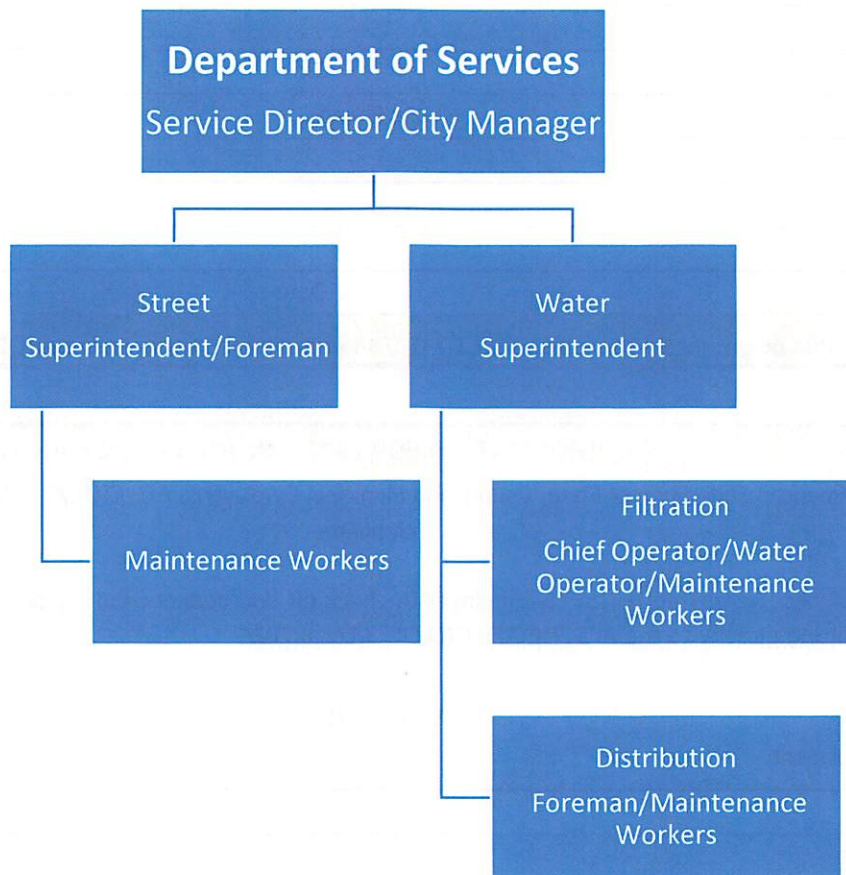 Department of Services
Service Director/City Manager
Street
Superintendent/Foreman
Water
Superintendent
Maintenance Workers
Filtration
Chief Operator/Water
Operator/Maintenance
Workers
Distribution
Foreman/Maintenance
Workers